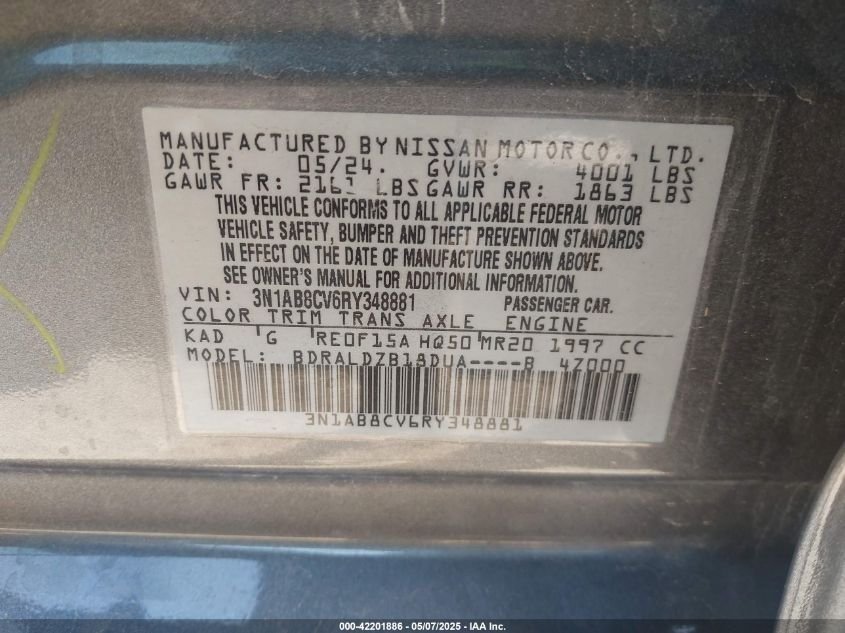 MANUFACTURED BY NISSAN MOTOR CO., LTD.
DATE: 05/24. GVWR: 4001 LBS
GAWR FR: 2161 LBS GAWR RR: 1863 LBS
THIS VEHICLE CONFORMS TO ALL APPLICABLE FEDERAL MOTOR
VEHICLE SAFETY, BUMPER AND THEFT PREVENTION STANDARDS
IN EFFECT ON THE DATE OF MANUFACTURE SHOWN ABOVE.
SEE OWNER'S MANUAL FOR ADDITIONAL INFORMATION.
VIN: 3N1AB8CV6RY348881 PASSENGER CAR.
COLOR TRIM TRANS AXLE ENGINE
KAD G RE0F15A HQ50 MR20 1997 CC
MODEL: BDRALDZB18DUA----B 4Z000
3N1AB8CV6RY348881
000-42201886 - 05/07/2025 - IAA Inc.